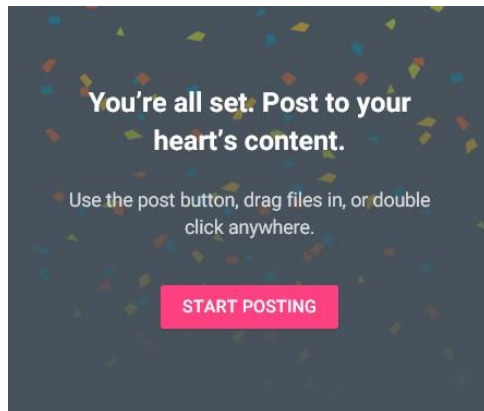 You’re all set. Post to your
heart’s content.
Use the post button, drag files in, or double
click anywhere.
START POSTING